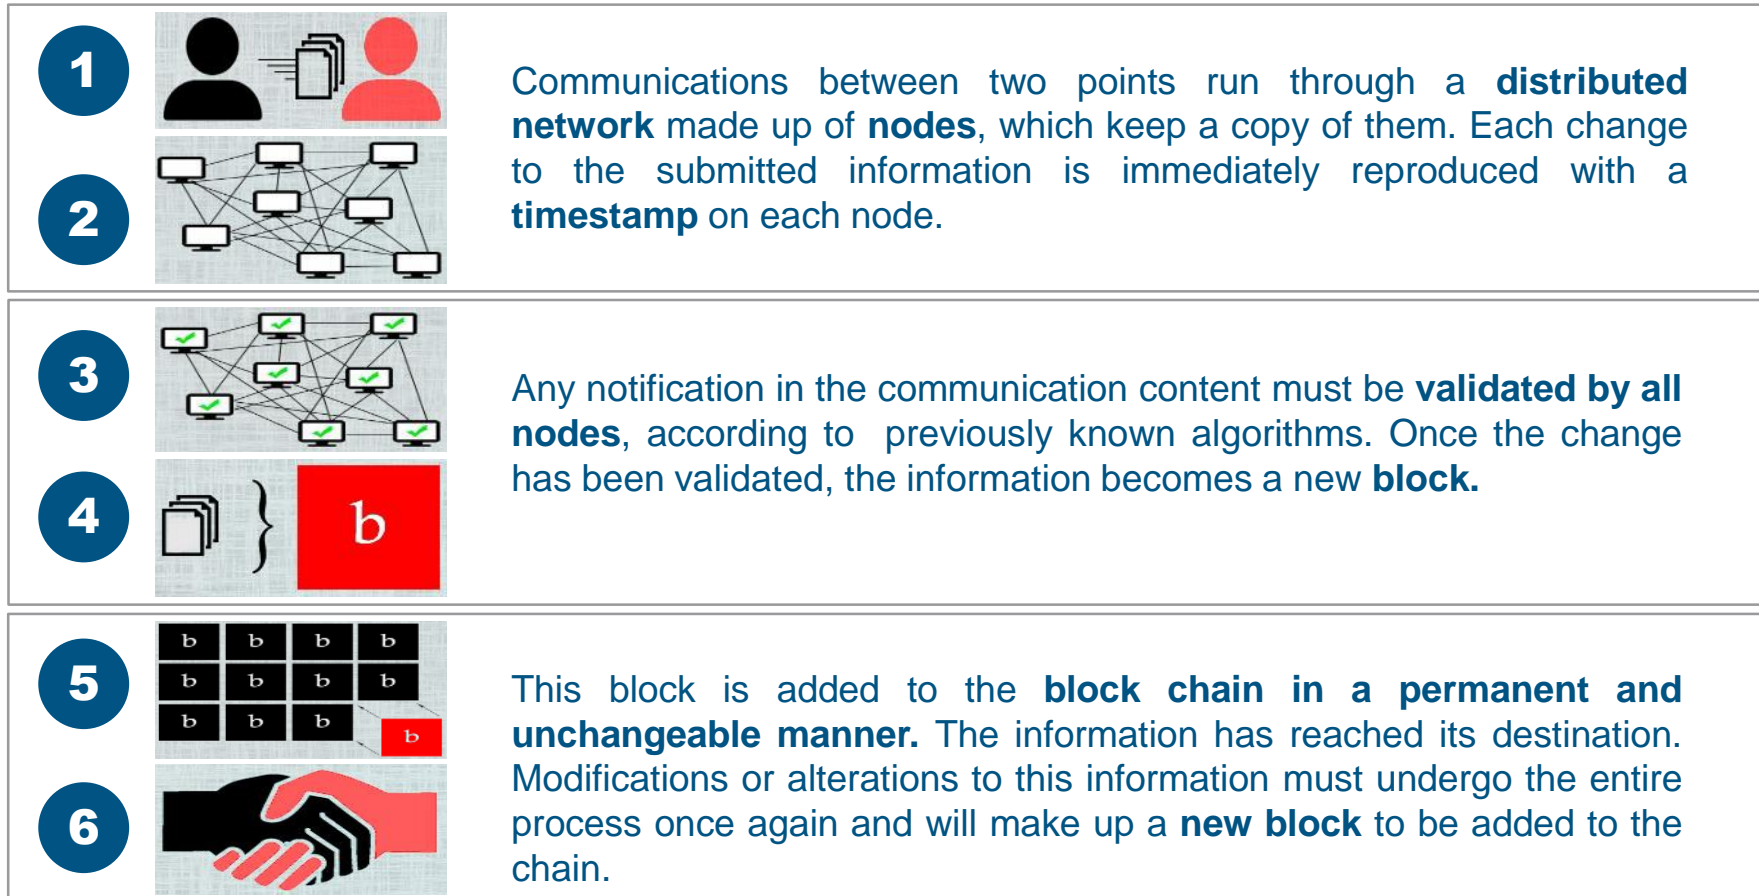 1
Communications between two points run through a distributed
network made up of nodes, which keep a copy of them. Each change
to the submitted information is immediately reproduced with a
timestamp on each node.
2
3
Any notification in the communication content must be validated by all
nodes, according to  previously known algorithms. Once the change
has been validated, the information becomes a new block.
4
b
5
b b b b
b b b b
b b b
b
This block is added to the block chain in a permanent and
unchangeable manner. The information has reached its destination.
Modifications or alterations to this information must undergo the entire
process once again and will make up a new block to be added to the
chain.
6